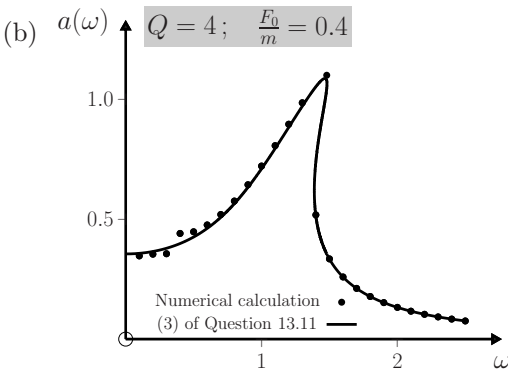 (b)
a(ω)
Q = 4 ; F₀/m = 0.4
1.0
0.5
Numerical calculation
(3) of Question 13.11
1
2
ω